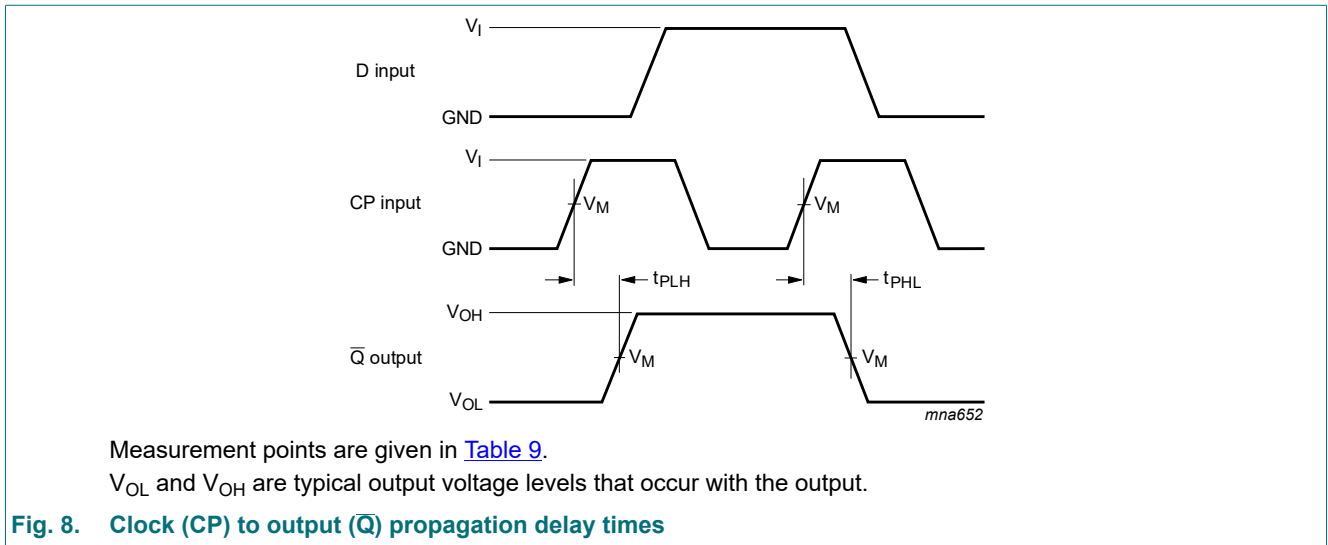 V_I
D input
GND
V_I
CP input
V_M
V_M
GND
t_PLH
t_PHL
V_OH
Q̅ output
V_M
V_M
V_OL
mna652
Measurement points are given in Table 9.
V_OL and V_OH are typical output voltage levels that occur with the output.
Fig. 8. Clock (CP) to output (Q̅) propagation delay times